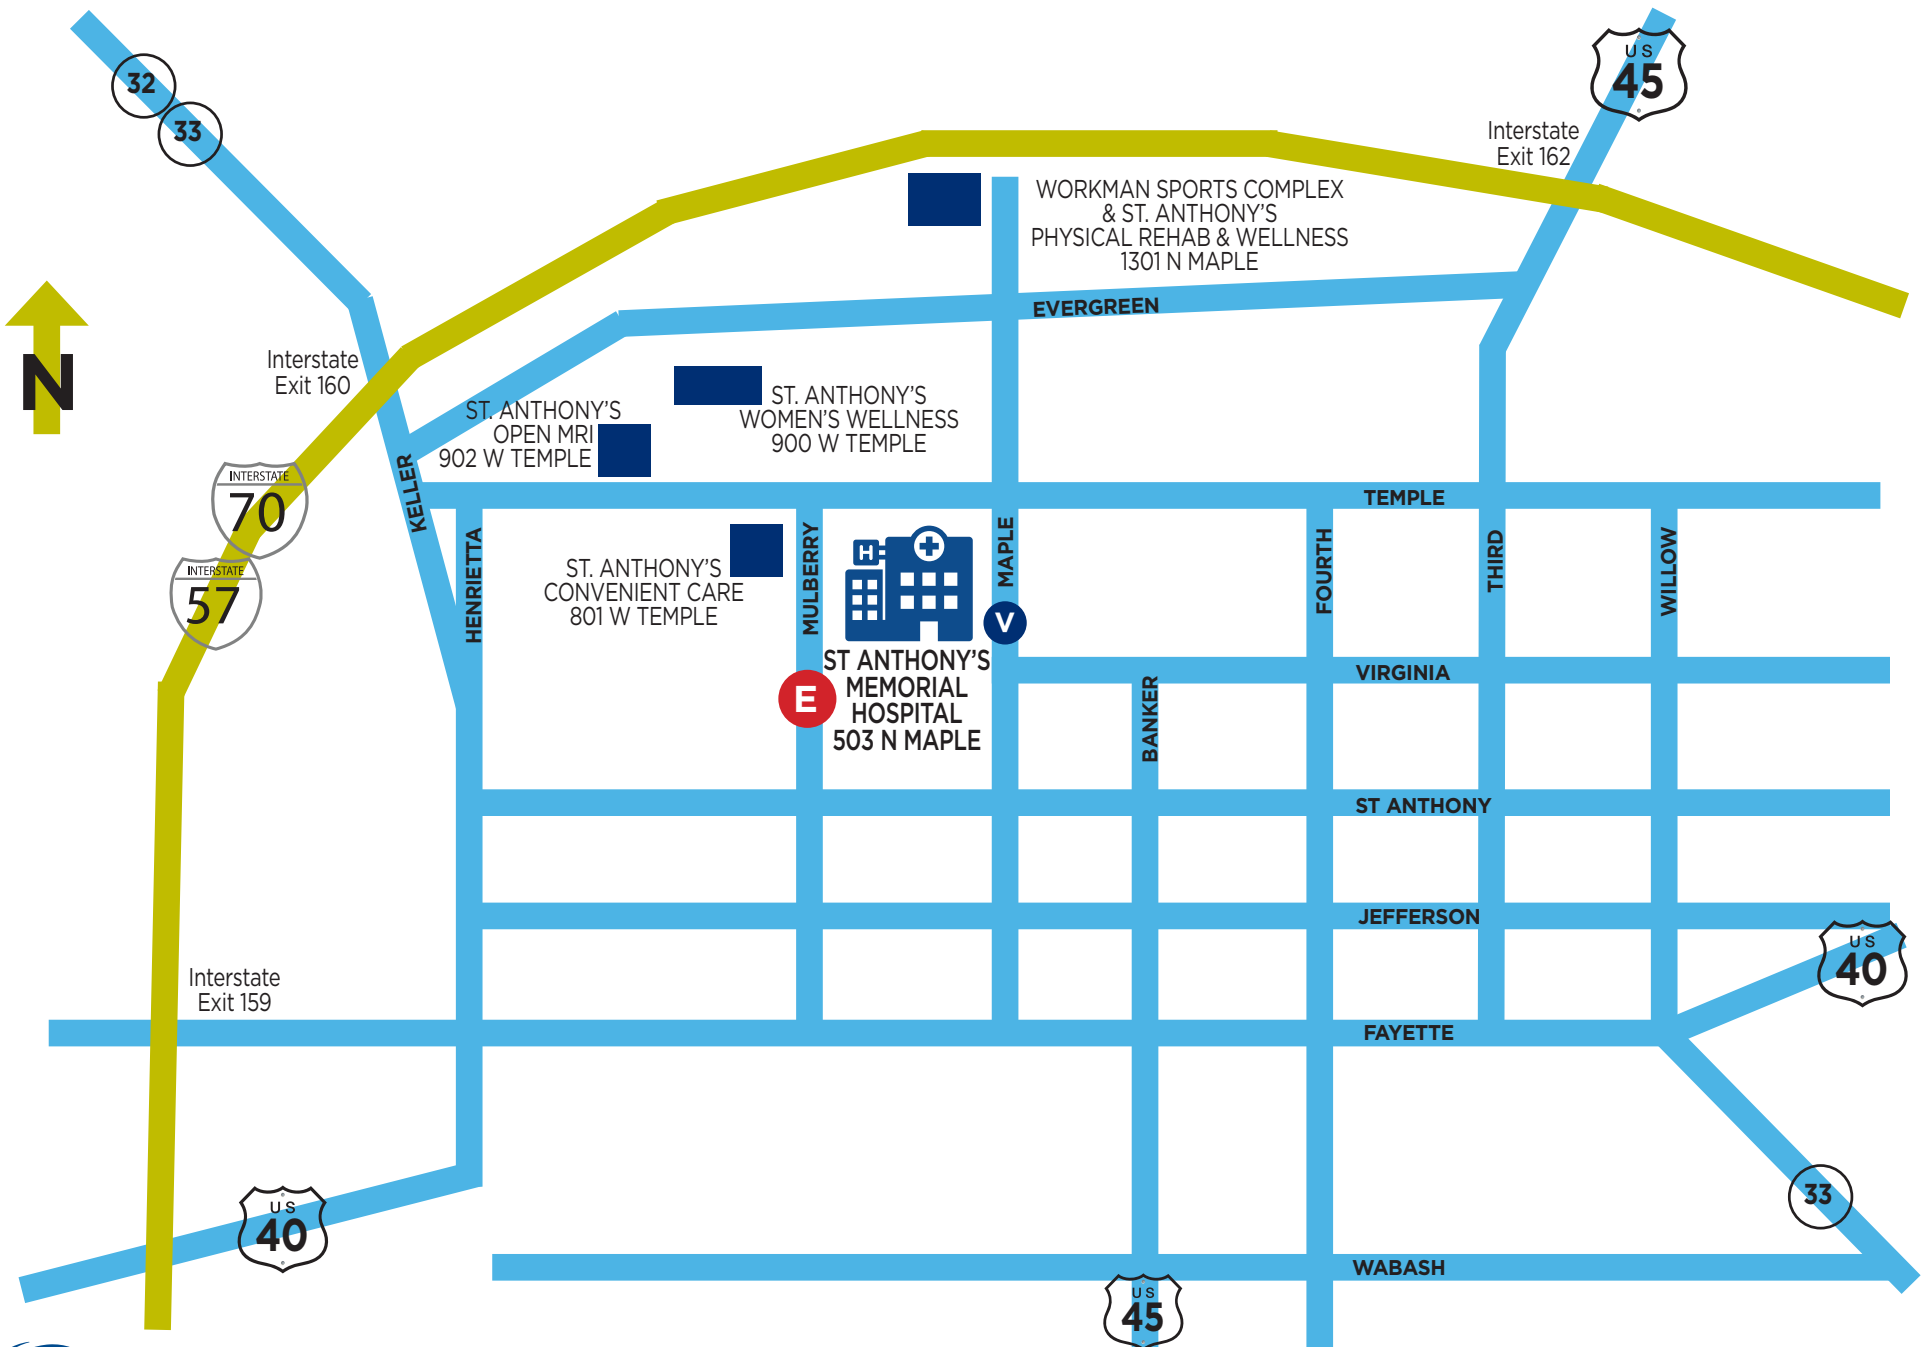 32
33
US
45
Interstate
Exit 162
WORKMAN SPORTS COMPLEX
& ST. ANTHONY'S
PHYSICAL REHAB & WELLNESS
1301 N MAPLE
EVERGREEN
N
Interstate
Exit 160
ST. ANTHONY'S
OPEN MRI
902 W TEMPLE
ST. ANTHONY'S
WOMEN'S WELLNESS
900 W TEMPLE
INTERSTATE
70
INTERSTATE
57
KELLER
TEMPLE
HENRIETTA
ST. ANTHONY'S
CONVENIENT CARE
801 W TEMPLE
MULBERRY
H
MAPLE
V
FOURTH
THIRD
WILLOW
E
ST ANTHONY'S
MEMORIAL
HOSPITAL
503 N MAPLE
VIRGINIA
BANKER
ST ANTHONY
JEFFERSON
US
40
Interstate
Exit 159
FAYETTE
33
US
40
WABASH
US
45